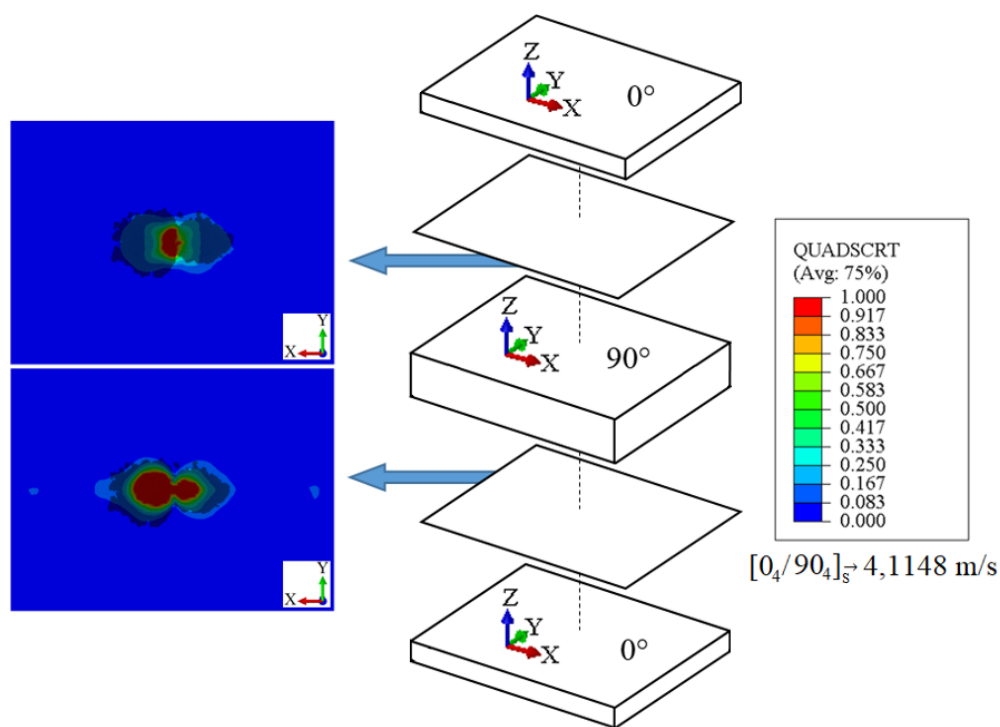 Z
Y
X
0°
Y
X
Z
Y
X
90°
Y
X
Z
Y
X
0°
QUADSCRT
(Avg: 75%)
1.000
0.917
0.833
0.750
0.667
0.583
0.500
0.417
0.333
0.250
0.167
0.083
0.000
[0₄/90₄]ₛ→ 4,1148 m/s